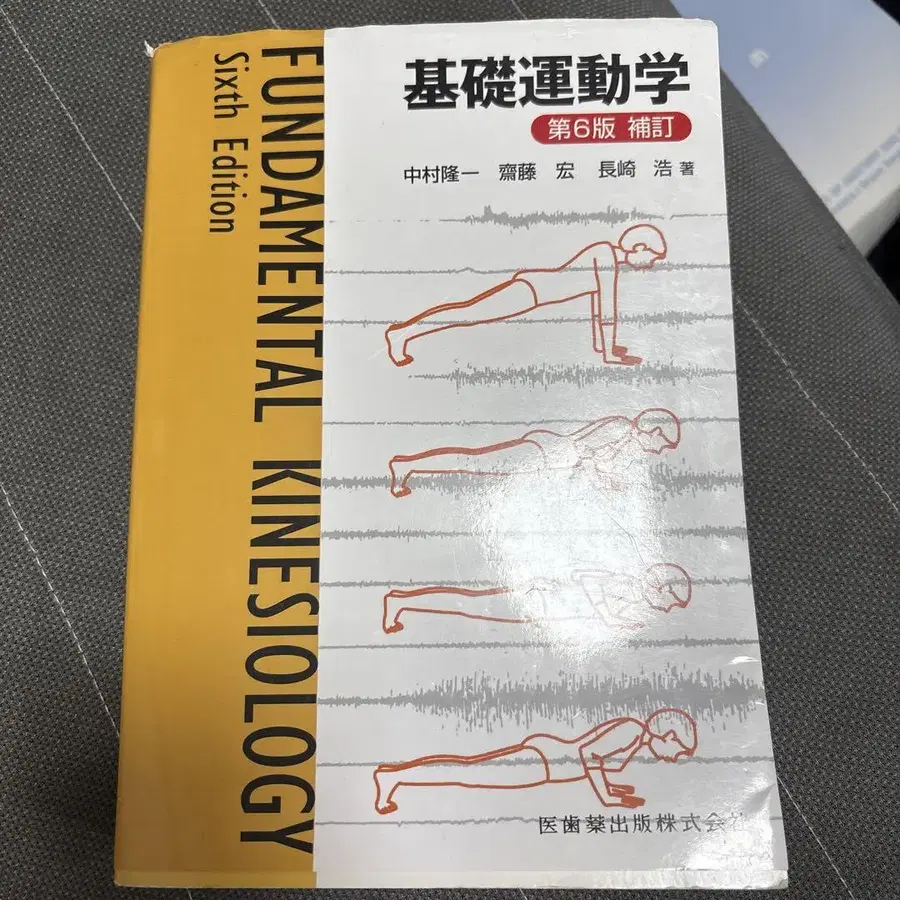 基礎運動学
第6版 補訂
中村隆一 齋藤 宏 長崎 浩 著
FUNDAMENTAL KINESIOLOGY
Sixth Edition
医歯薬出版株式会社